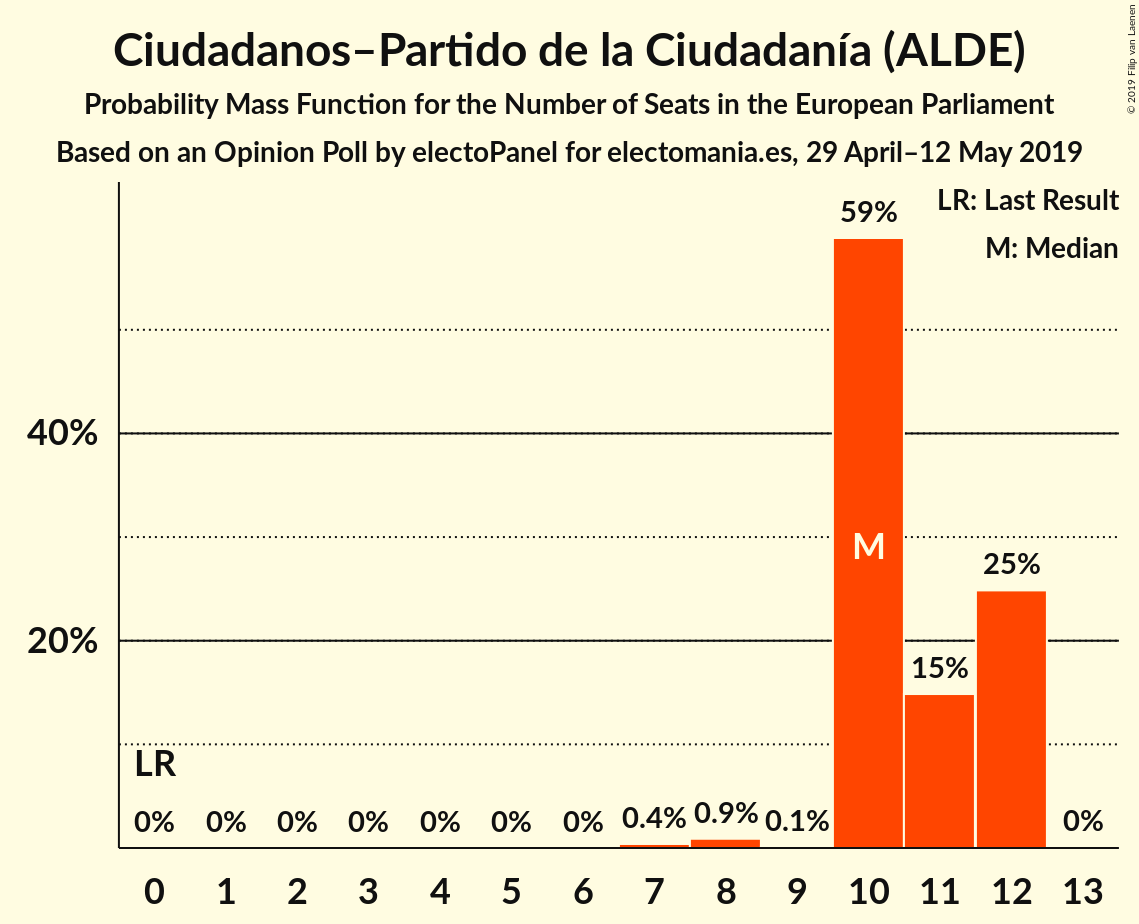 Ciudadanos–Partido de la Ciudadanía (ALDE)
Probability Mass Function for the Number of Seats in the European Parliament
Based on an Opinion Poll by electoPanel for electomania.es, 29 April–12 May 2019
© 2019 Filip van Laenen
LR: Last Result
M: Median
59%
40%
M
25%
20%
15%
LR
0% 0% 0% 0% 0% 0% 0% 0.4% 0.9% 0.1% 0%
0 1 2 3 4 5 6 7 8 9 10 11 12 13